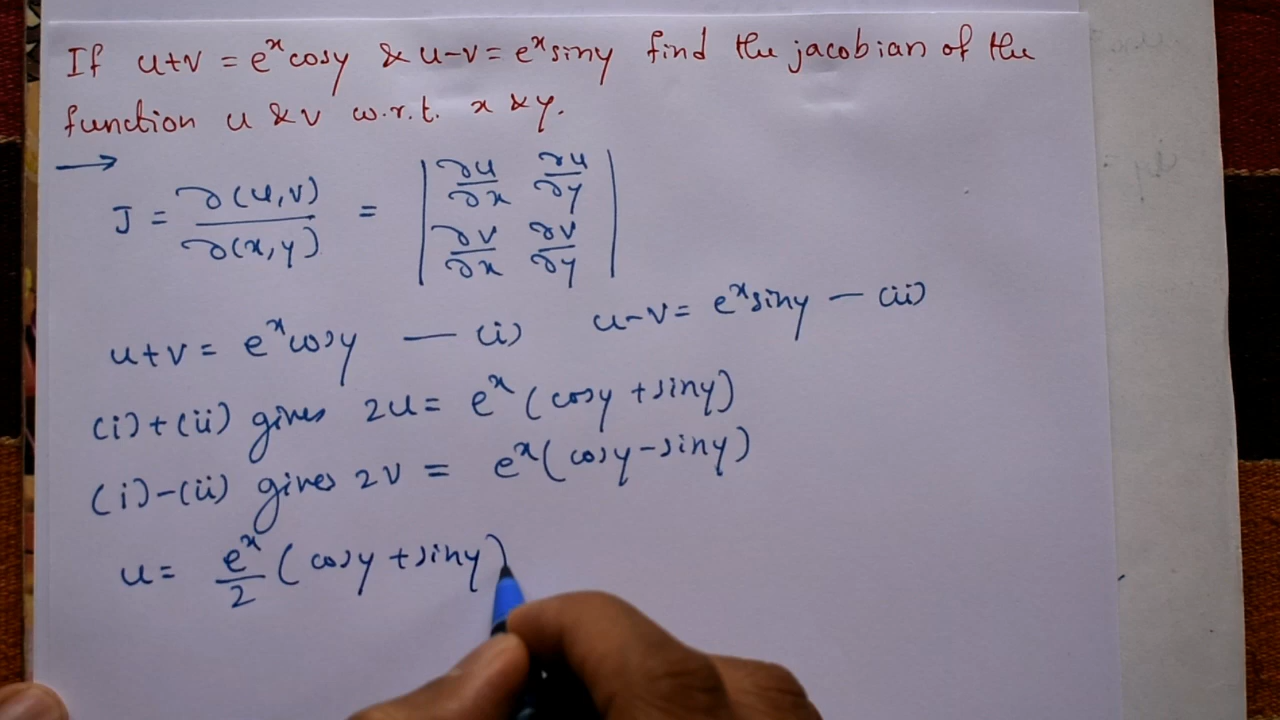 If u+v = e^x cosy & u-v = e^x siny find the jacobian of the
function u & v w.r.t. x & y.
→
J = ∂(u,v)/∂(x,y) = | ∂u/∂x ∂u/∂y |
| ∂v/∂x ∂v/∂y |
u+v = e^x cosy — (i) u-v = e^x siny — (ii)
(i)+(ii) gives 2u = e^x (cosy + siny)
(i)-(ii) gives 2v = e^x (cosy - siny)
u = e^x/2 (cosy + siny)